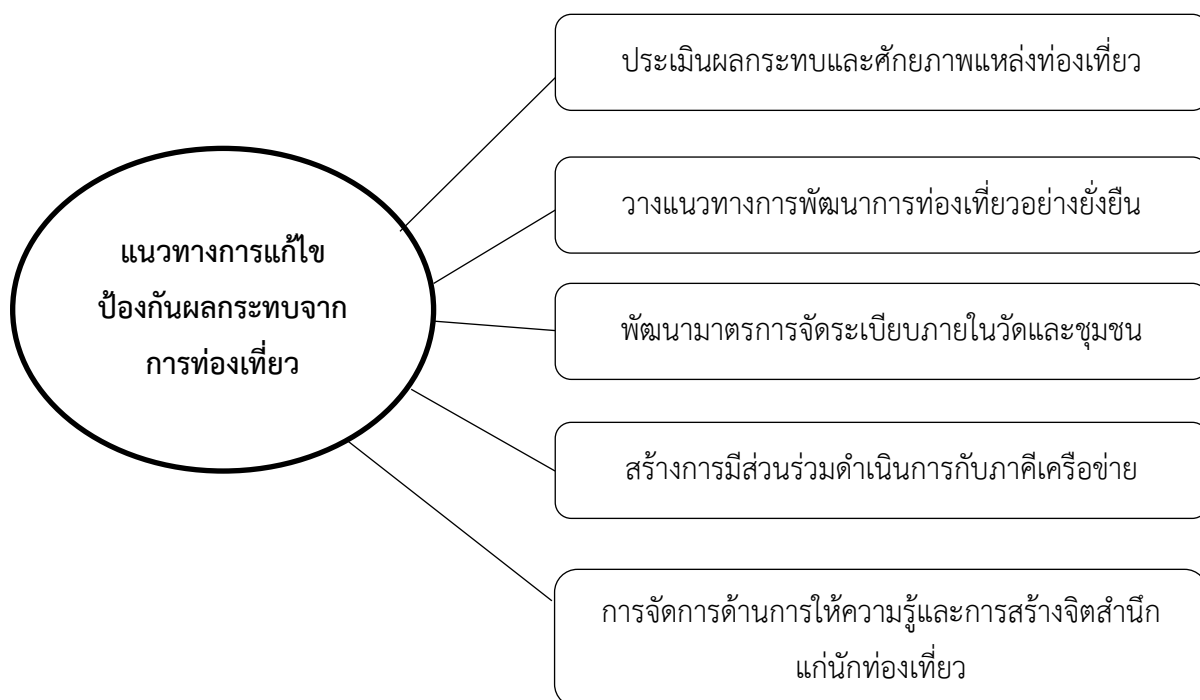 แนวทางการแก้ไข
ป้องกันผลกระทบจาก
การท่องเที่ยว
ประเมินผลกระทบและศักยภาพแหล่งท่องเที่ยว
วางแนวทางการพัฒนาการท่องเที่ยวอย่างยั่งยืน
พัฒนามาตรการจัดระเบียบภายในวัดและชุมชน
สร้างการมีส่วนร่วมดำเนินการกับภาคีเครือข่าย
การจัดการด้านการให้ความรู้และการสร้างจิตสำนึก
แก่นักท่องเที่ยว